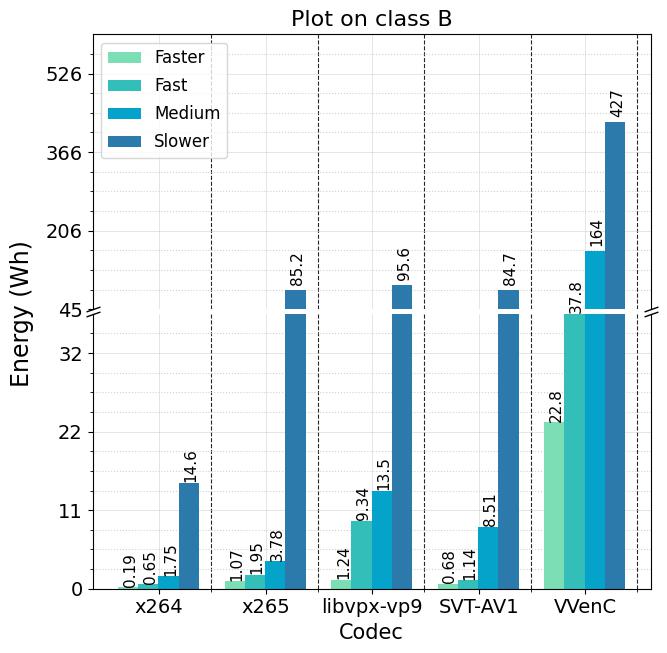 Plot on class B
Faster
Fast
Medium
Slower
Energy (Wh)
526
366
206
45
32
22
11
0
0.19
0.65
1.75
14.6
1.07
1.95
3.78
85.2
1.24
9.34
13.5
95.6
0.68
1.14
8.51
84.7
22.8
37.8
164
427
x264
x265
libvpx-vp9
SVT-AV1
VVenC
Codec